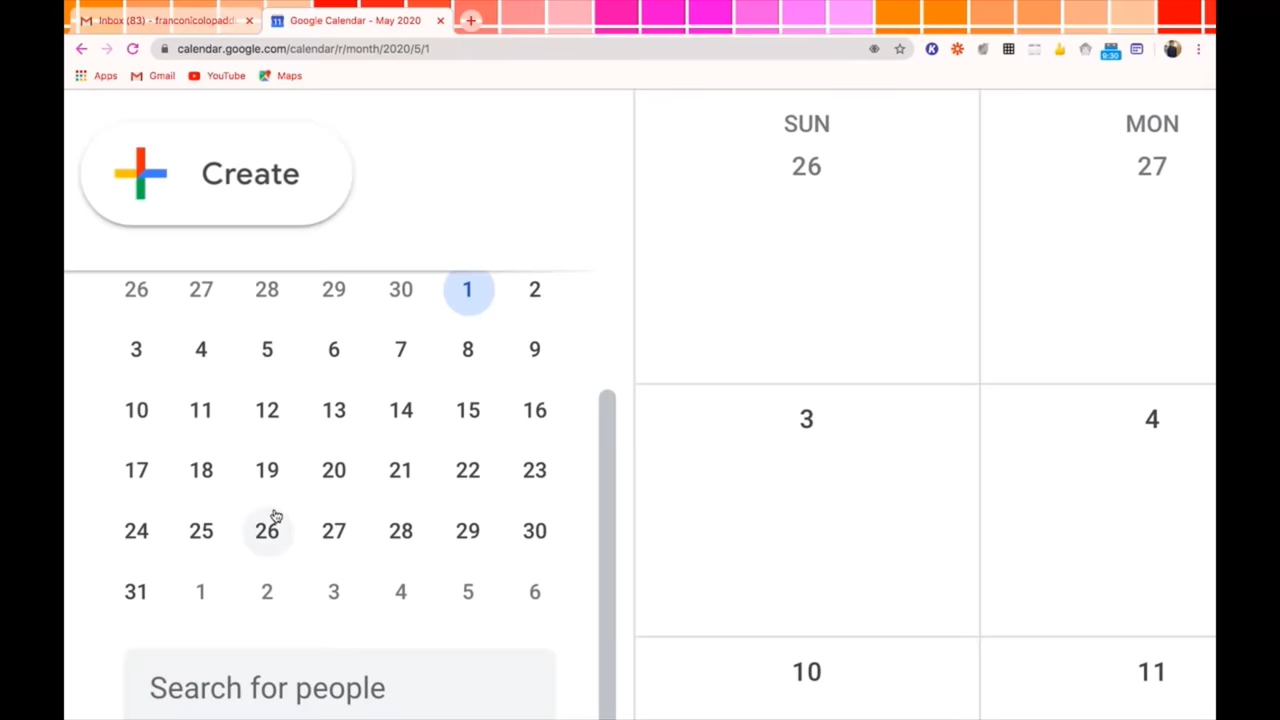 Inbox (83) - franconicolopadd
Google Calendar - May 2020
calendar.google.com/calendar/r/month/2020/5/1
9:30
Apps Gmail YouTube Maps
Create
26 27 28 29 30 1 2
3 4 5 6 7 8 9
10 11 12 13 14 15 16
17 18 19 20 21 22 23
24 25 26 27 28 29 30
31 1 2 3 4 5 6
Search for people
SUN MON
26 27
3 4
10 11